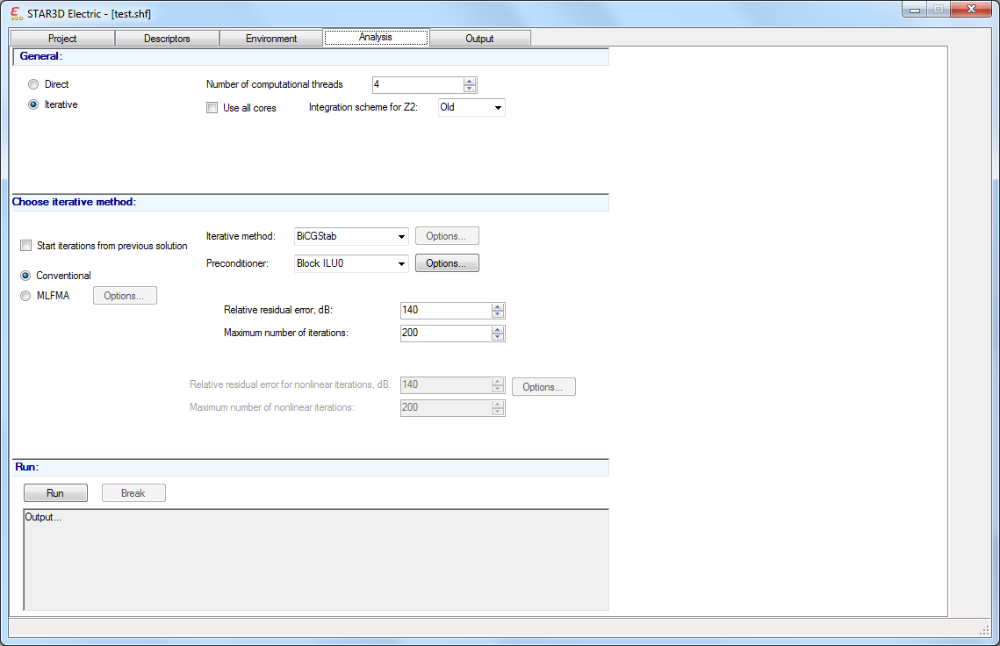 STAR3D Electric - [test.shf]
Project Descriptors Environment Analysis Output
General:
Direct
Number of computational threads 4
Iterative
Use all cores Integration scheme for Z2: Old
Choose iterative method:
Iterative method: BiCGStab Options...
Start iterations from previous solution
Preconditioner: Block ILU0 Options...
Conventional
MLFMA Options...
Relative residual error, dB: 140
Maximum number of iterations: 200
Relative residual error for nonlinear iterations, dB: 140 Options...
Maximum number of nonlinear iterations: 200
Run:
Run Break
Output...